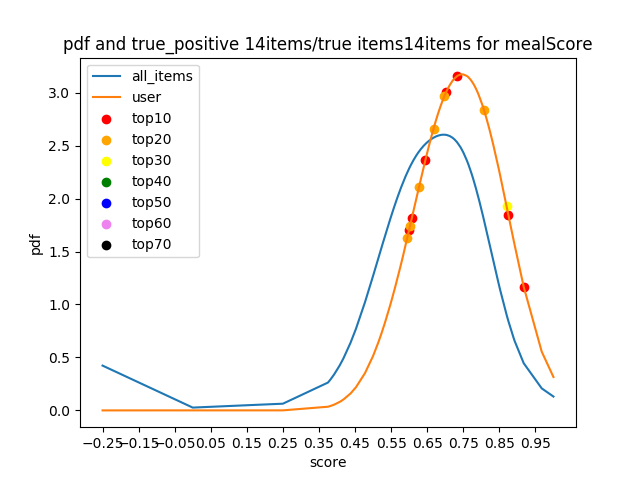 pdf and true_positive 14items/true items14items for mealScore
all_items
user
top10
top20
top30
top40
top50
top60
top70
pdf
3.0
2.5
2.0
1.5
1.0
0.5
0.0
−0.25−0.15−0.05 0.05 0.15 0.25 0.35 0.45 0.55 0.65 0.75 0.85 0.95
score